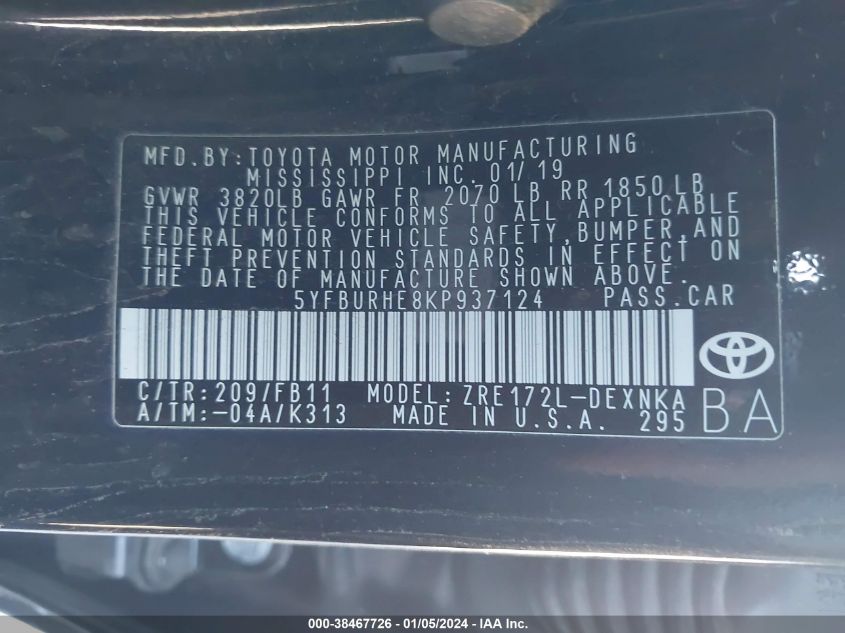 MFD.BY:TOYOTA MOTOR MANUFACTURING
MISSISSIPPI INC. 01/19
GVWR 3820LB GAWR FR 2070 LB RR 1850LB
THIS VEHICLE CONFORMS TO ALL APPLICABLE
FEDERAL MOTOR VEHICLE SAFETY,BUMPER,AND
THEFT PREVENTION STANDARDS IN EFFECT ON
THE DATE OF MANUFACTURE SHOWN ABOVE.
5YFBURHE8KP937124 PASS.CAR
C/TR:209/FB11 MODEL:ZRE172L-DEXNKA
A/TM:-04A/K313 MADE IN U.S.A. 295 BA
000-38467726 - 01/05/2024 - IAA Inc.